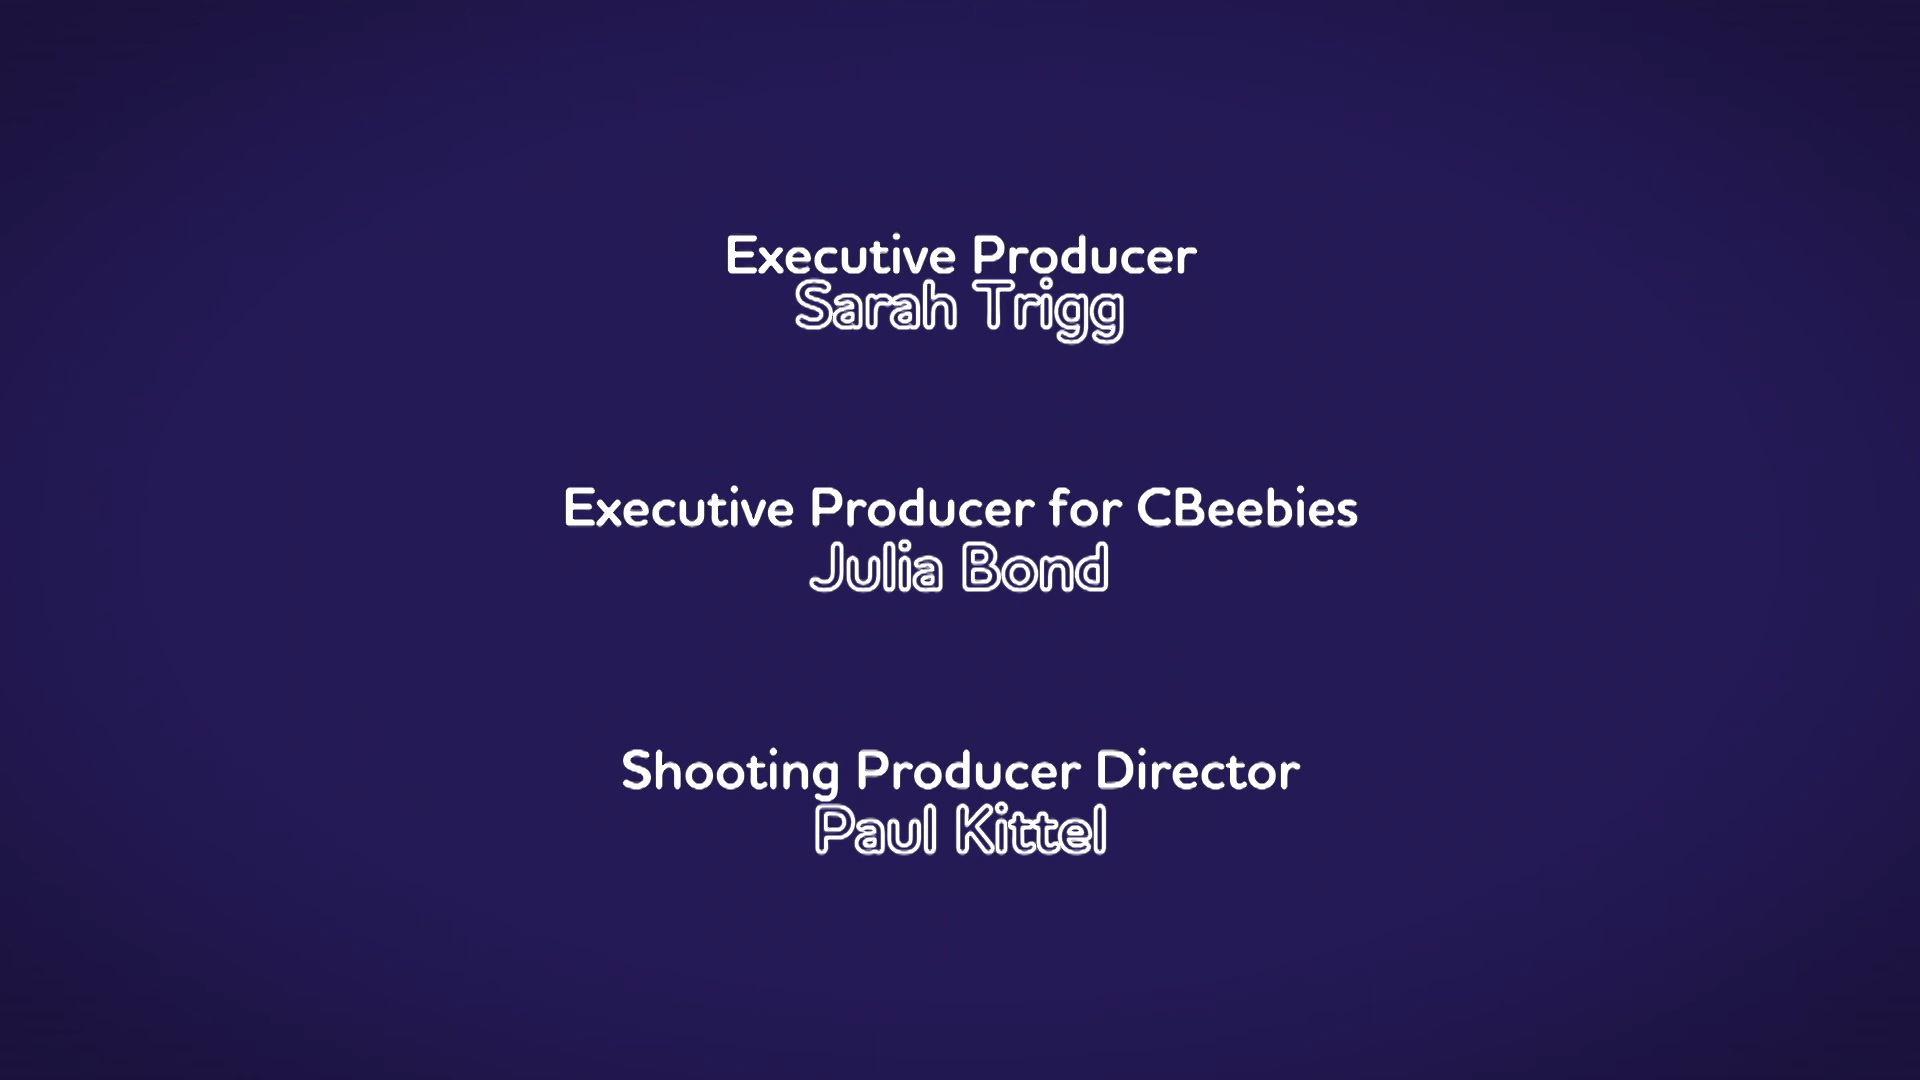 Executive Producer
Sarah Trigg
Executive Producer for CBeebies
Julia Bond
Shooting Producer Director
Paul Kittel